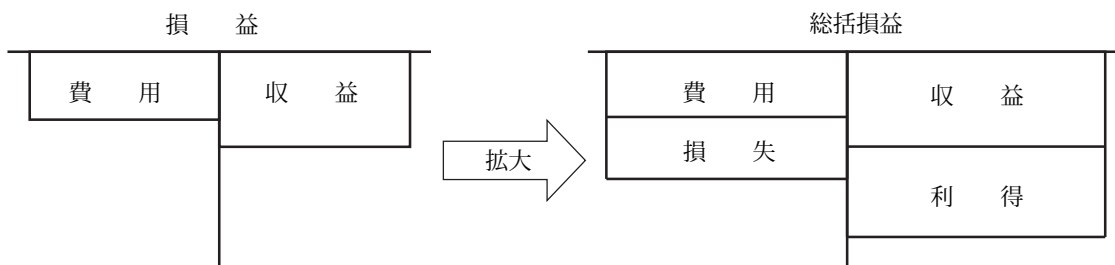 損　益
費　用
収　益
拡大
総括損益
費　用
収　益
損　失
利　得